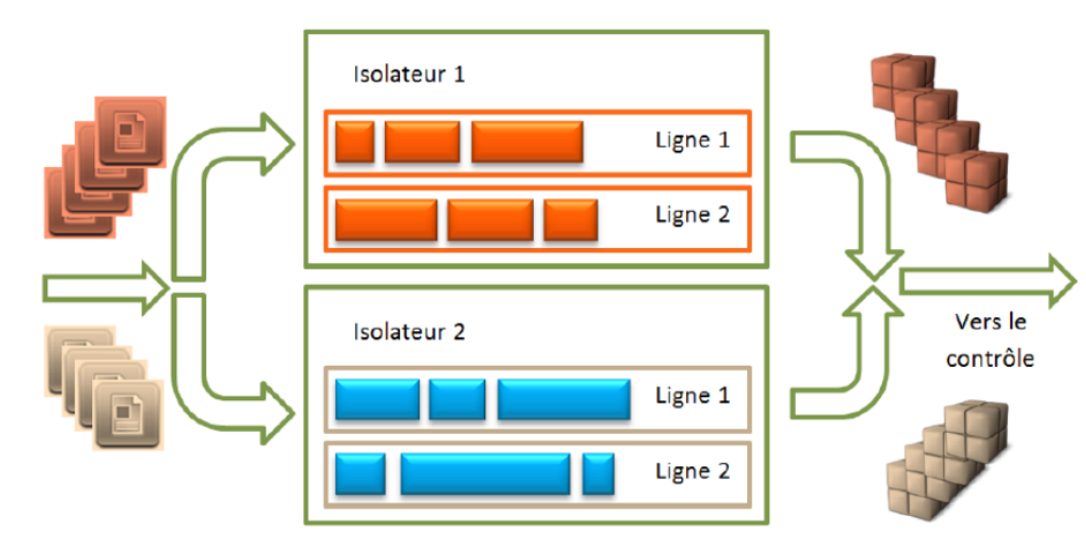 Isolateur 1
Ligne 1
Ligne 2
Isolateur 2
Ligne 1
Ligne 2
Vers le
contrôle